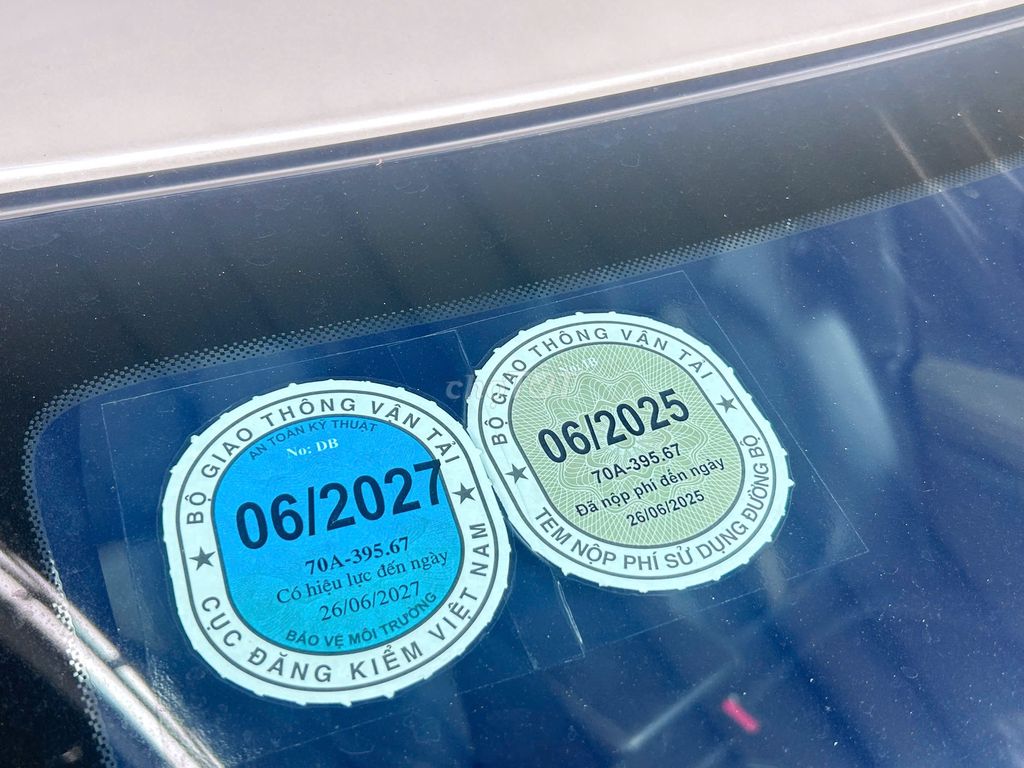 BỘ GIAO THÔNG VẬN TẢI
AN TOÀN KỸ THUẬT
No: DB
06/2027
70A-395.67
Có hiệu lực đến ngày
26/06/2027
BẢO VỆ MÔI TRƯỜNG
★ CỤC ĐĂNG KIỂM VIỆT NAM ★
BỘ GIAO THÔNG VẬN TẢI
06/2025
70A-395.67
Đã nộp phí đến ngày
26/06/2025
★ TEM NỘP PHÍ SỬ DỤNG ĐƯỜNG BỘ ★